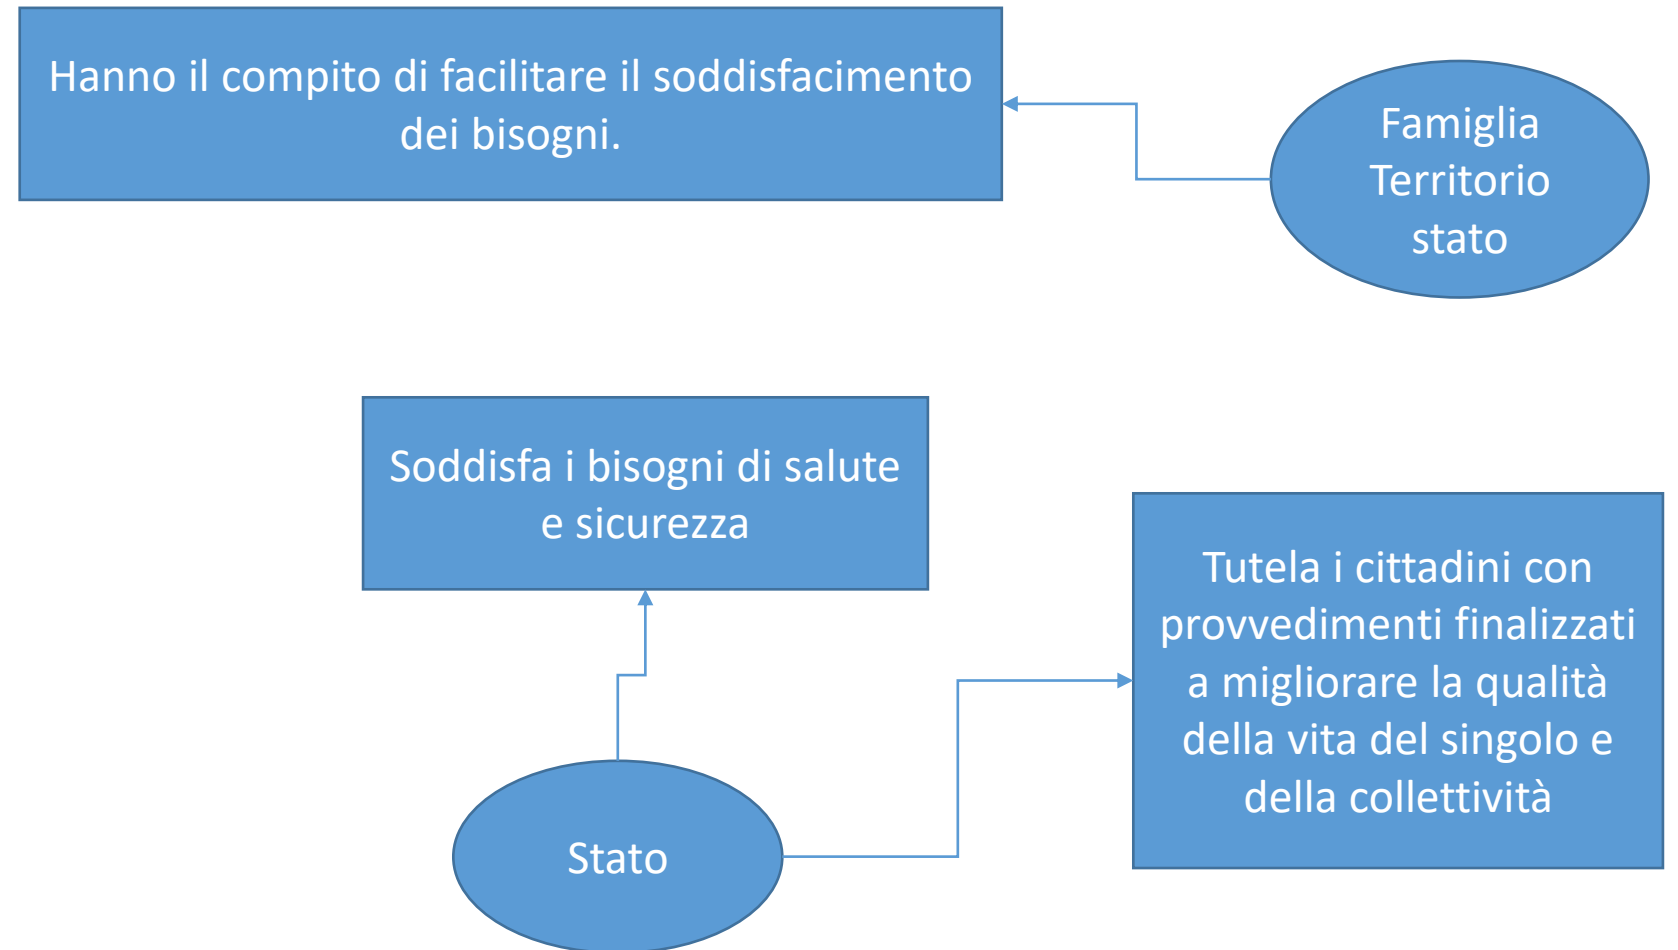 Hanno il compito di facilitare il soddisfacimento
dei bisogni.
Famiglia
Territorio
stato
Soddisfa i bisogni di salute
e sicurezza
Tutela i cittadini con
provvedimenti finalizzati
a migliorare la qualità
della vita del singolo e
della collettività
Stato